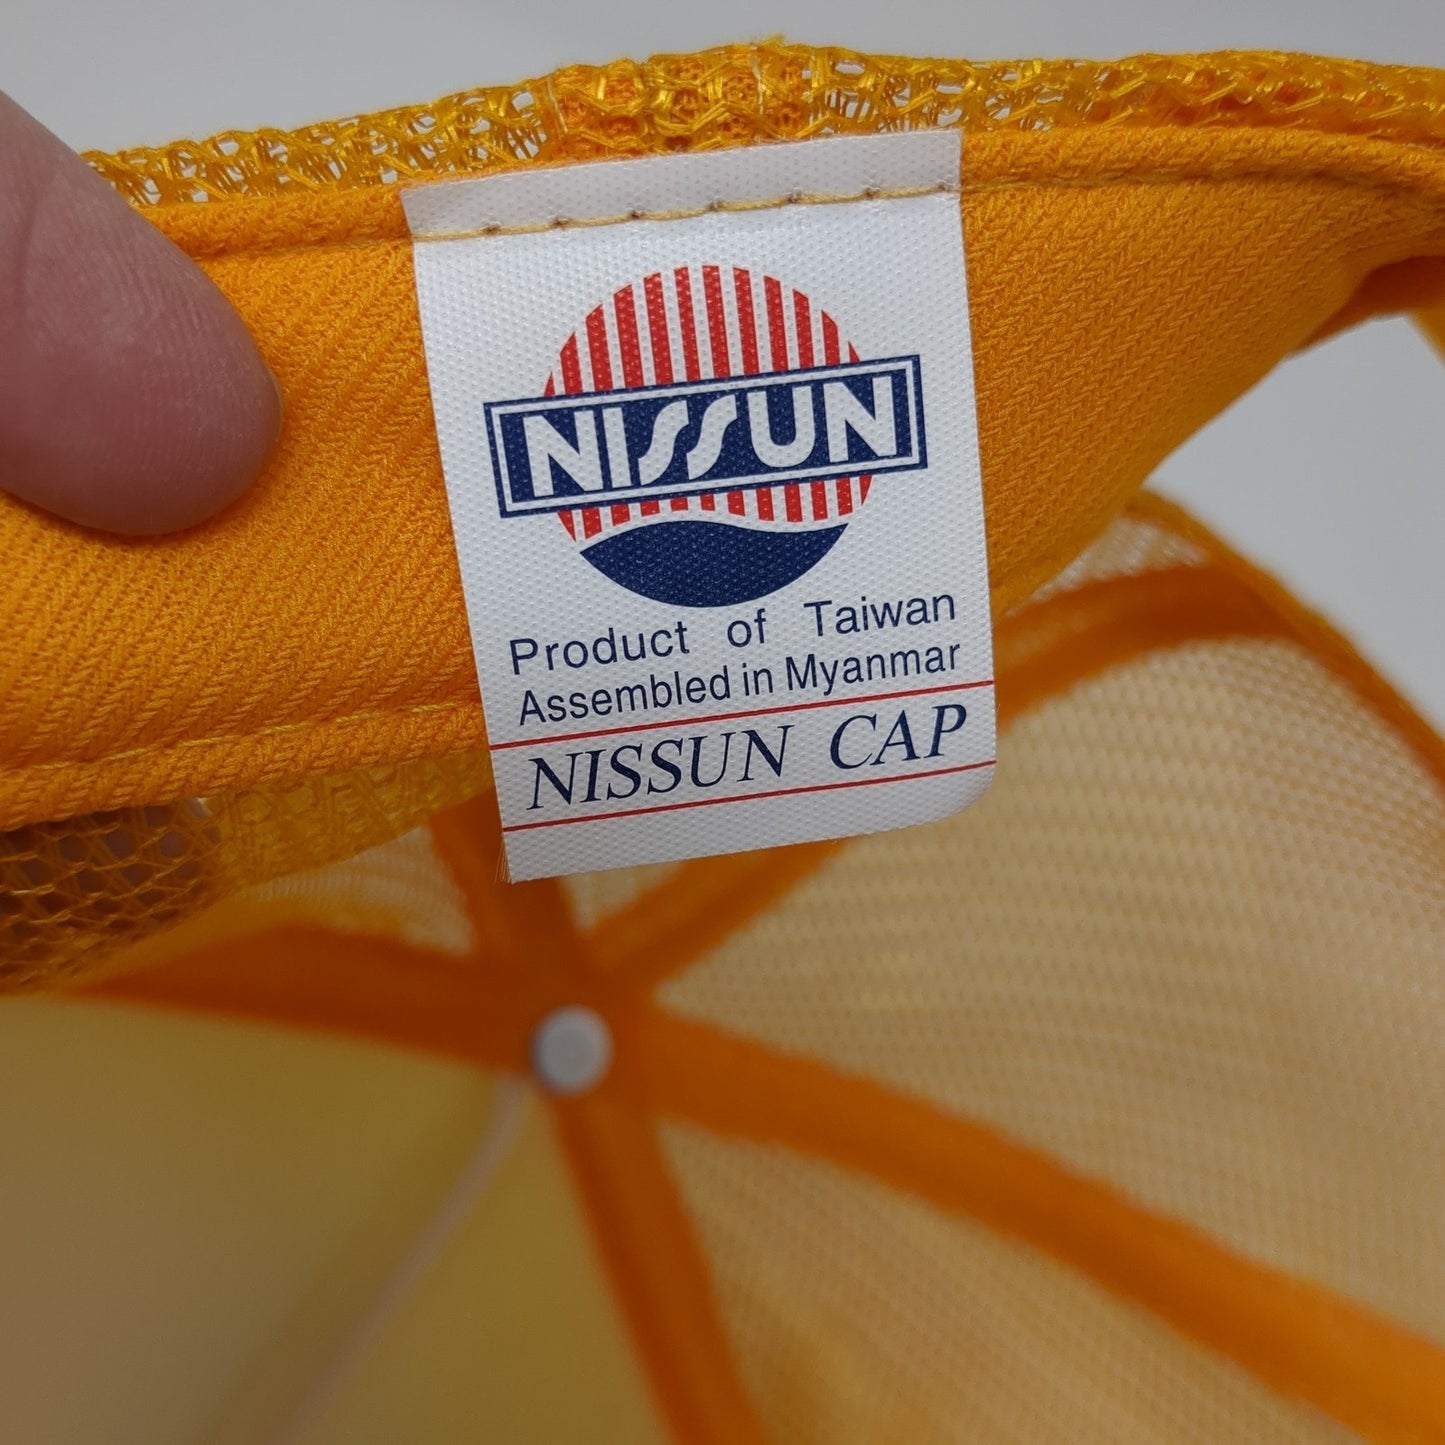 NISSUN
Product of Taiwan
Assembled in Myanmar
NISSUN CAP